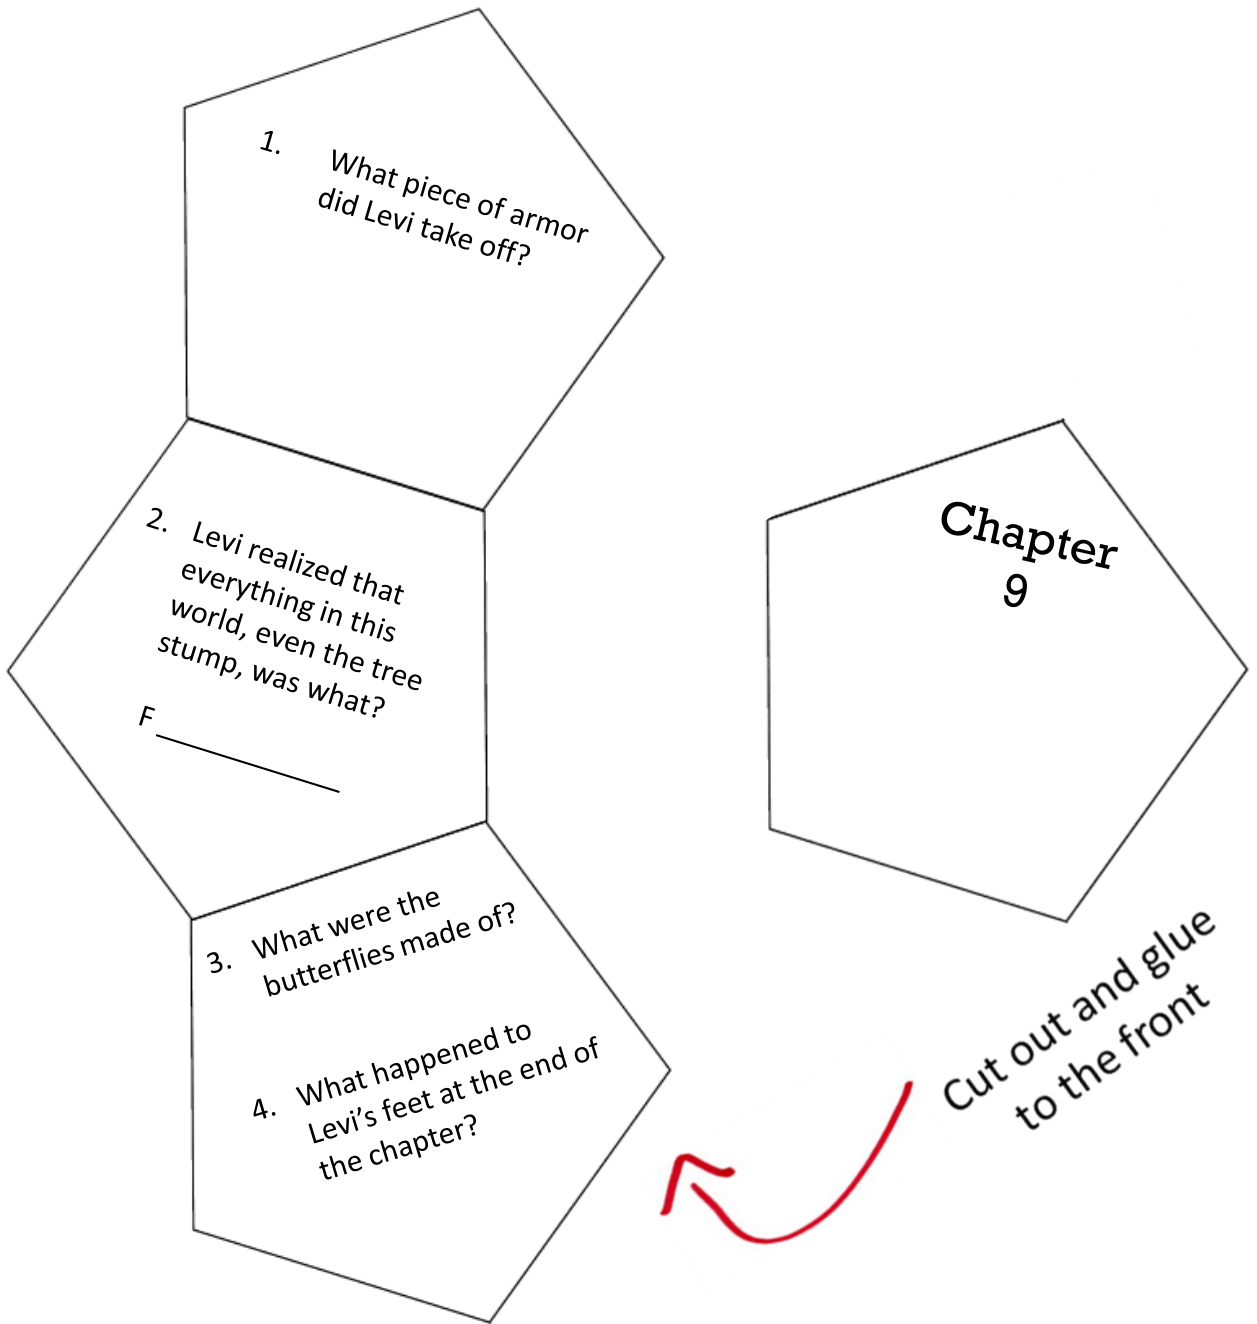 1. What piece of armor
did Levi take off?
2. Levi realized that
everything in this
world, even the tree
stump, was what?
F
3. What were the
butterflies made of?
4. What happened to
Levi’s feet at the end of
the chapter?
Chapter
9
Cut out and glue
to the front